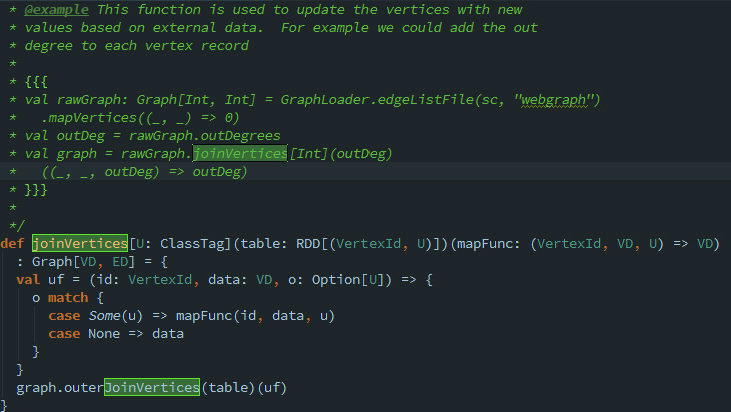 * @example This function is used to update the vertices with new
* values based on external data.  For example we could add the out
* degree to each vertex record
*
* {{{
* val rawGraph: Graph[Int, Int] = GraphLoader.edgeListFile(sc, "webgraph")
*   .mapVertices((_, _) => 0)
* val outDeg = rawGraph.outDegrees
* val graph = rawGraph.joinVertices[Int](outDeg)
*   ((_, _, outDeg) => outDeg)
* }}}
*
*/
def joinVertices[U: ClassTag](table: RDD[(VertexId, U)])(mapFunc: (VertexId, VD, U) => VD)
  : Graph[VD, ED] = {
  val uf = (id: VertexId, data: VD, o: Option[U]) => {
    o match {
      case Some(u) => mapFunc(id, data, u)
      case None => data
    }
  }
  graph.outerJoinVertices(table)(uf)
}